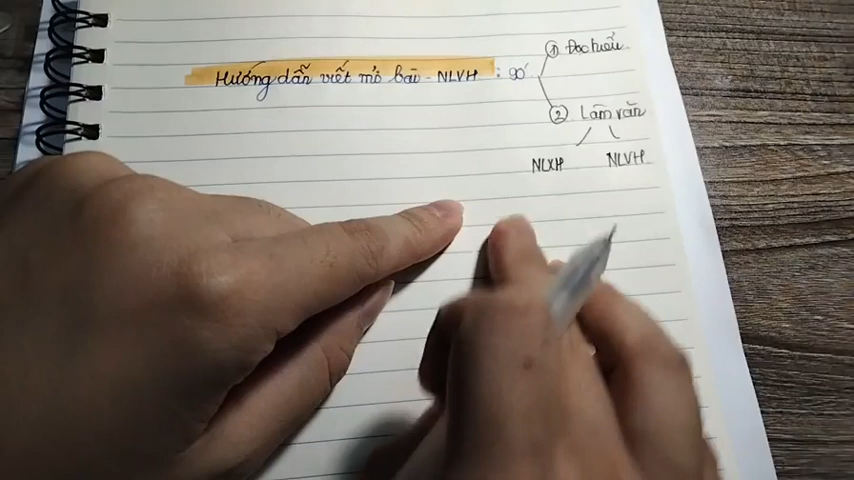 Hướng dẫn viết mở bài - NLVH : 90'
① Đọc hiểu
② Làm văn
NLXH NLVH